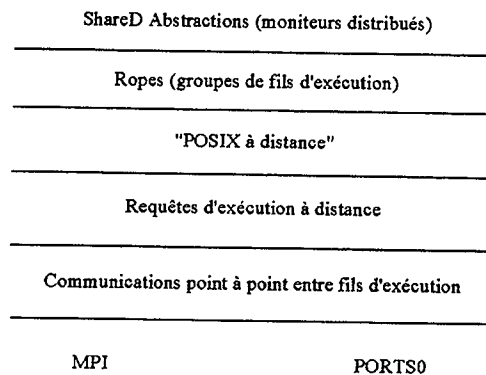 ShareD Abstractions (moniteurs distribués)
Ropes (groupes de fils d'exécution)
"POSIX à distance"
Requêtes d'exécution à distance
Communications point à point entre fils d'exécution
MPI PORTS0